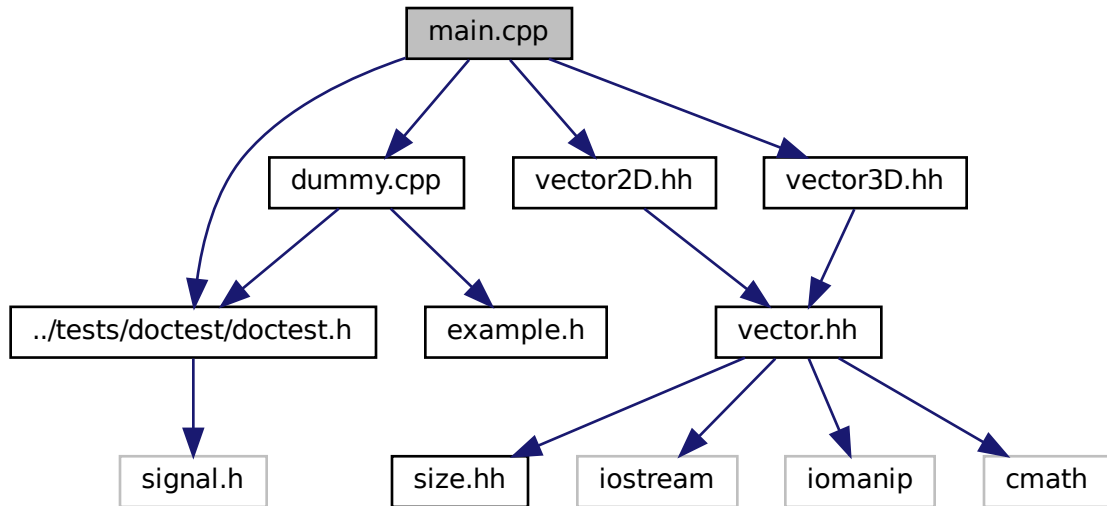 main.cpp
dummy.cpp
vector2D.hh
vector3D.hh
../tests/doctest/doctest.h
example.h
vector.hh
signal.h
size.hh
iostream
iomanip
cmath